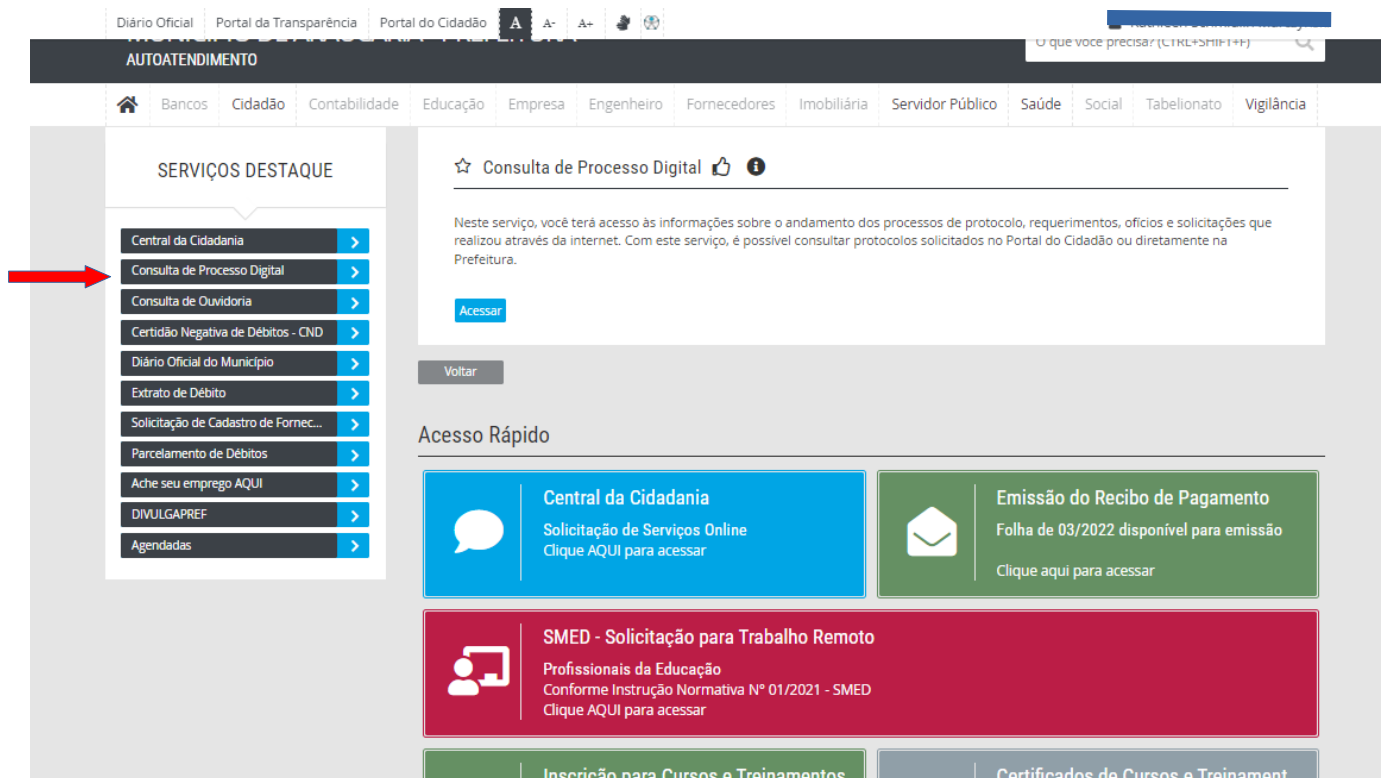 Diário Oficial
Portal da Transparência
Portal do Cidadão
A
A-
A+
AUTOATENDIMENTO
O que você precisa? (CTRL+SHIFT+F)
Bancos
Cidadão
Contabilidade
Educação
Empresa
Engenheiro
Fornecedores
Imobiliária
Servidor Público
Saúde
Social
Tabelionato
Vigilância
SERVIÇOS DESTAQUE
Central da Cidadania
Consulta de Processo Digital
Consulta de Ouvidoria
Certidão Negativa de Débitos - CND
Diário Oficial do Município
Extrato de Débito
Solicitação de Cadastro de Fornec...
Parcelamento de Débitos
Ache seu emprego AQUI
DIVULGAPREF
Agendadas
Consulta de Processo Digital
Neste serviço, você terá acesso às informações sobre o andamento dos processos de protocolo, requerimentos, ofícios e solicitações que
realizou através da internet. Com este serviço, é possível consultar protocolos solicitados no Portal do Cidadão ou diretamente na
Prefeitura.
Acessar
Voltar
Acesso Rápido
Central da Cidadania
Solicitação de Serviços Online
Clique AQUI para acessar
Emissão do Recibo de Pagamento
Folha de 03/2022 disponível para emissão
Clique aqui para acessar
SMED - Solicitação para Trabalho Remoto
Profissionais da Educação
Conforme Instrução Normativa Nº 01/2021 - SMED
Clique AQUI para acessar
Inscrição para Cursos e Treinamentos
Certificados de Cursos e Treinament